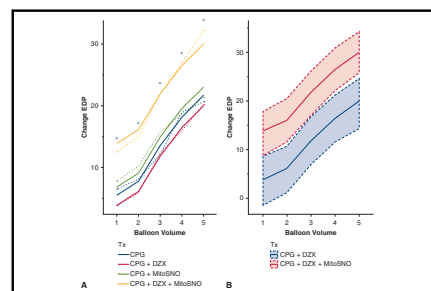 Change EDP
30
20
10
1 2 3 4 5
Balloon Volume
Tx
CPG
CPG + DZX
CPG + MitoSNO
CPG + DZX + MitoSNO
A
Change EDP
30
20
10
0
1 2 3 4 5
Balloon Volume
Tx
CPG + DZX
CPG + DZX + MitoSNO
B